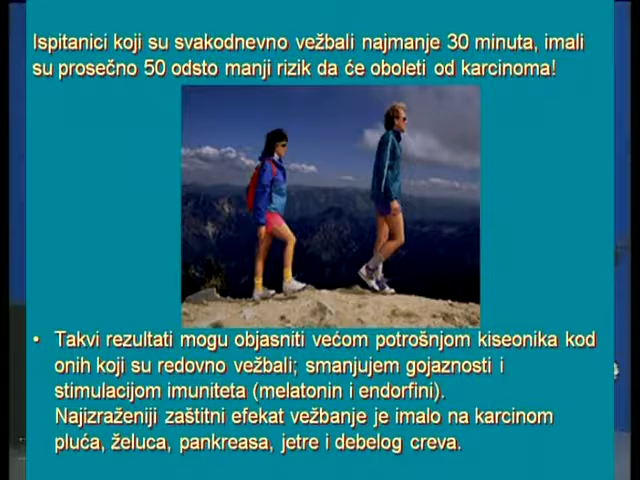 Ispitanici koji su svakodnevno vežbali najmanje 30 minuta, imali
su prosečno 50 odsto manji rizik da će oboleti od karcinoma!
• Takvi rezultati mogu objasniti većom potrošnjom kiseonika kod
onih koji su redovno vežbali; smanjujem gojaznosti i
stimulacijom imuniteta (melatonin i endorfini).
Najizraženiji zaštitni efekat vežbanje je imalo na karcinom
pluća, želuca, pankreasa, jetre i debelog creva.